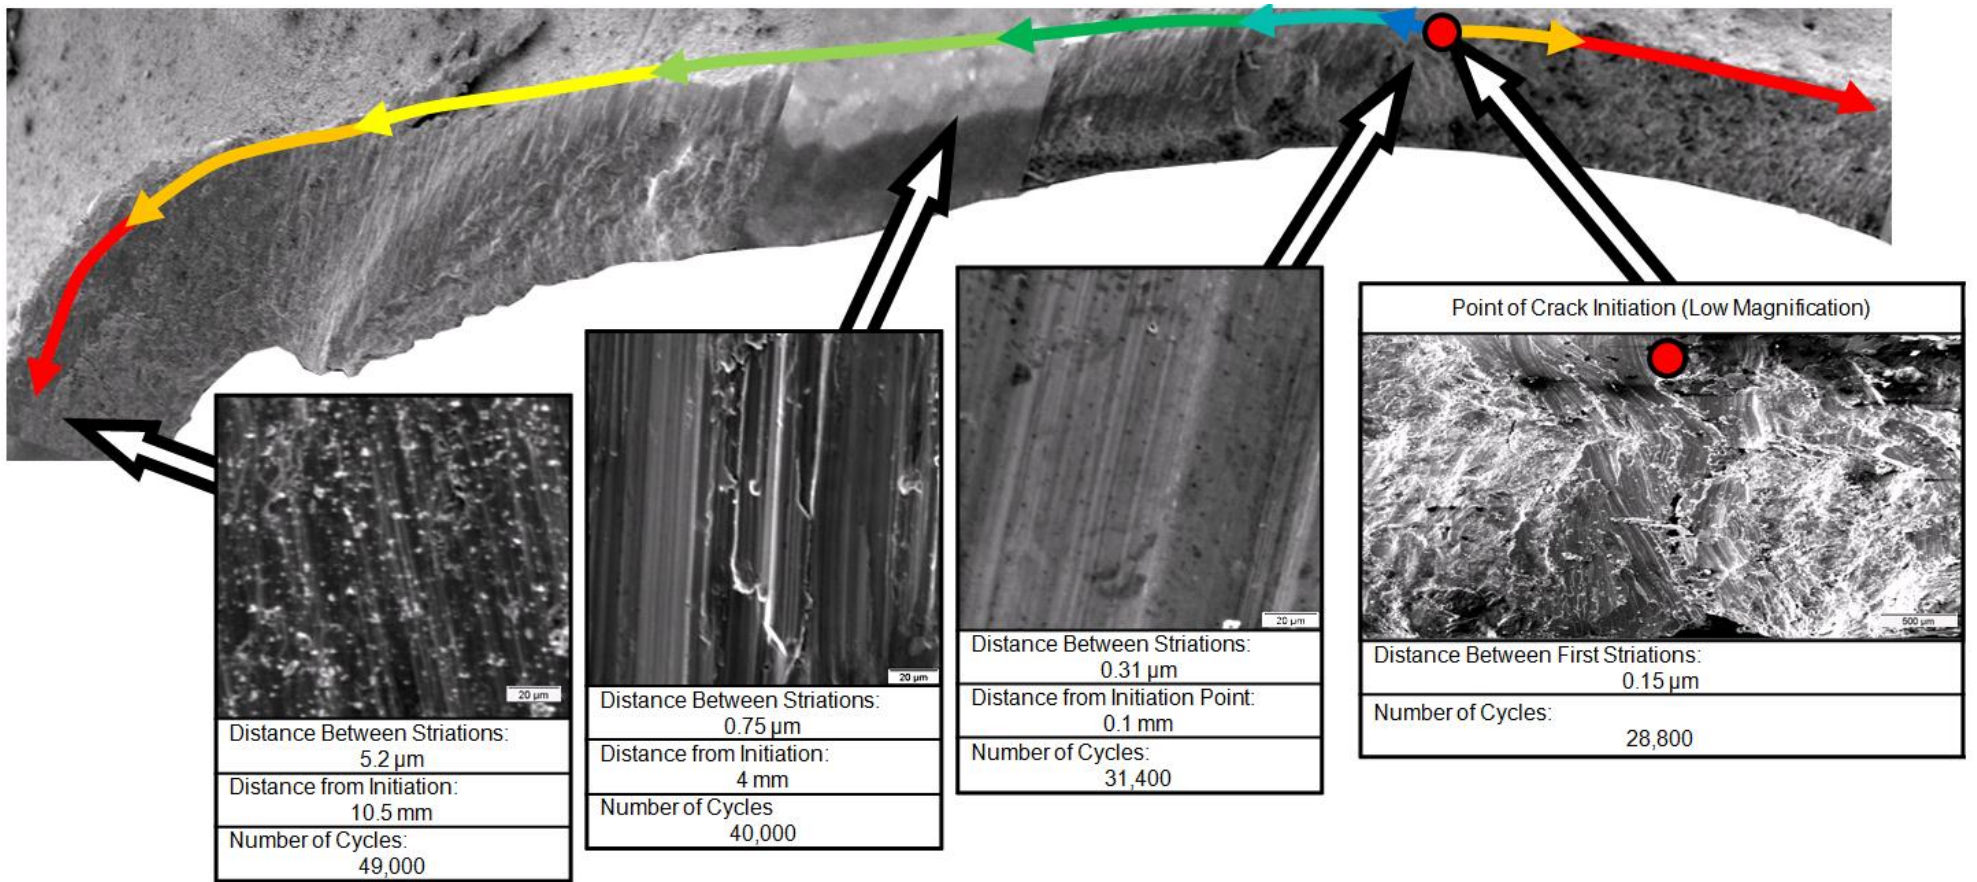 Point of Crack Initiation (Low Magnification)
500 µm
Distance Between First Striations:
0.15 µm
Number of Cycles:
28,800
20 µm
Distance Between Striations:
0.31 µm
Distance from Initiation Point:
0.1 mm
Number of Cycles:
31,400
20 µm
Distance Between Striations:
0.75 µm
Distance from Initiation:
4 mm
Number of Cycles
40,000
20 µm
Distance Between Striations:
5.2 µm
Distance from Initiation:
10.5 mm
Number of Cycles:
49,000